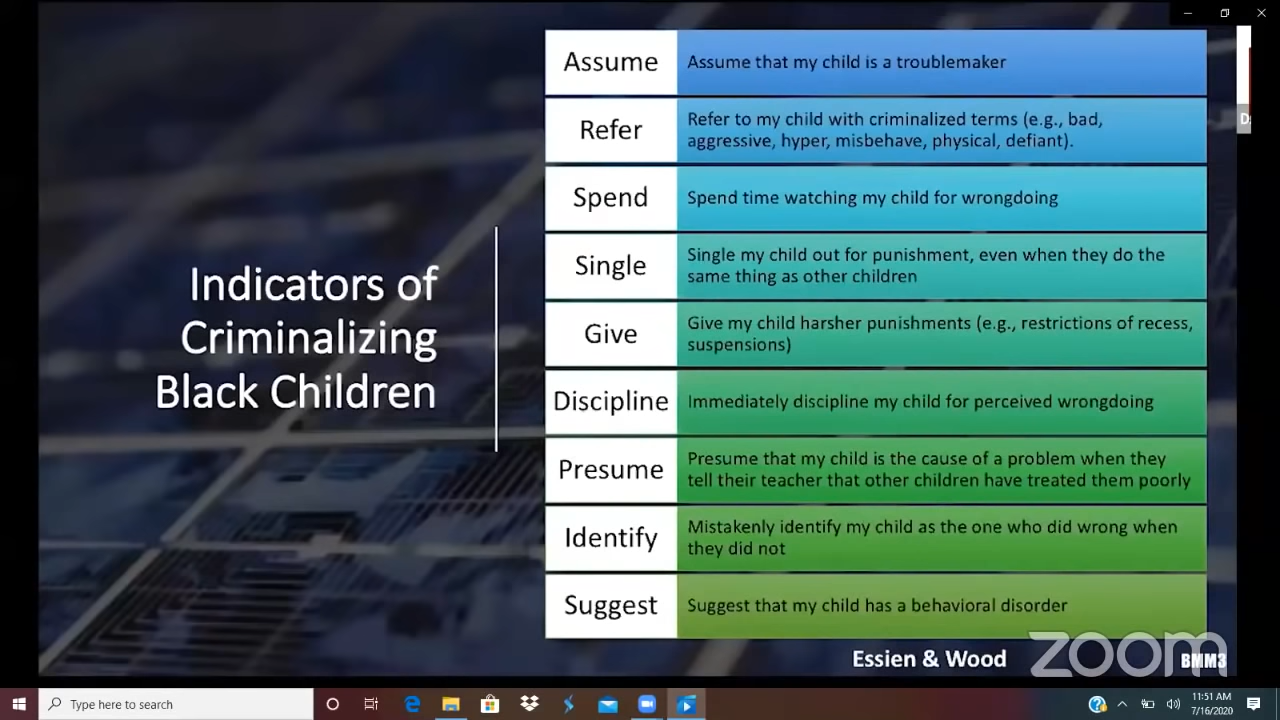 Indicators of
Criminalizing
Black Children
Assume
Assume that my child is a troublemaker
Refer
Refer to my child with criminalized terms (e.g., bad,
aggressive, hyper, misbehave, physical, defiant).
Spend
Spend time watching my child for wrongdoing
Single
Single my child out for punishment, even when they do the
same thing as other children
Give
Give my child harsher punishments (e.g., restrictions of recess,
suspensions)
Discipline
Immediately discipline my child for perceived wrongdoing
Presume
Presume that my child is the cause of a problem when they
tell their teacher that other children have treated them poorly
Identify
Mistakenly identify my child as the one who did wrong when
they did not
Suggest
Suggest that my child has a behavioral disorder
Essien & Wood
zoom
BMM3
Type here to search
11:51 AM
7/16/2020